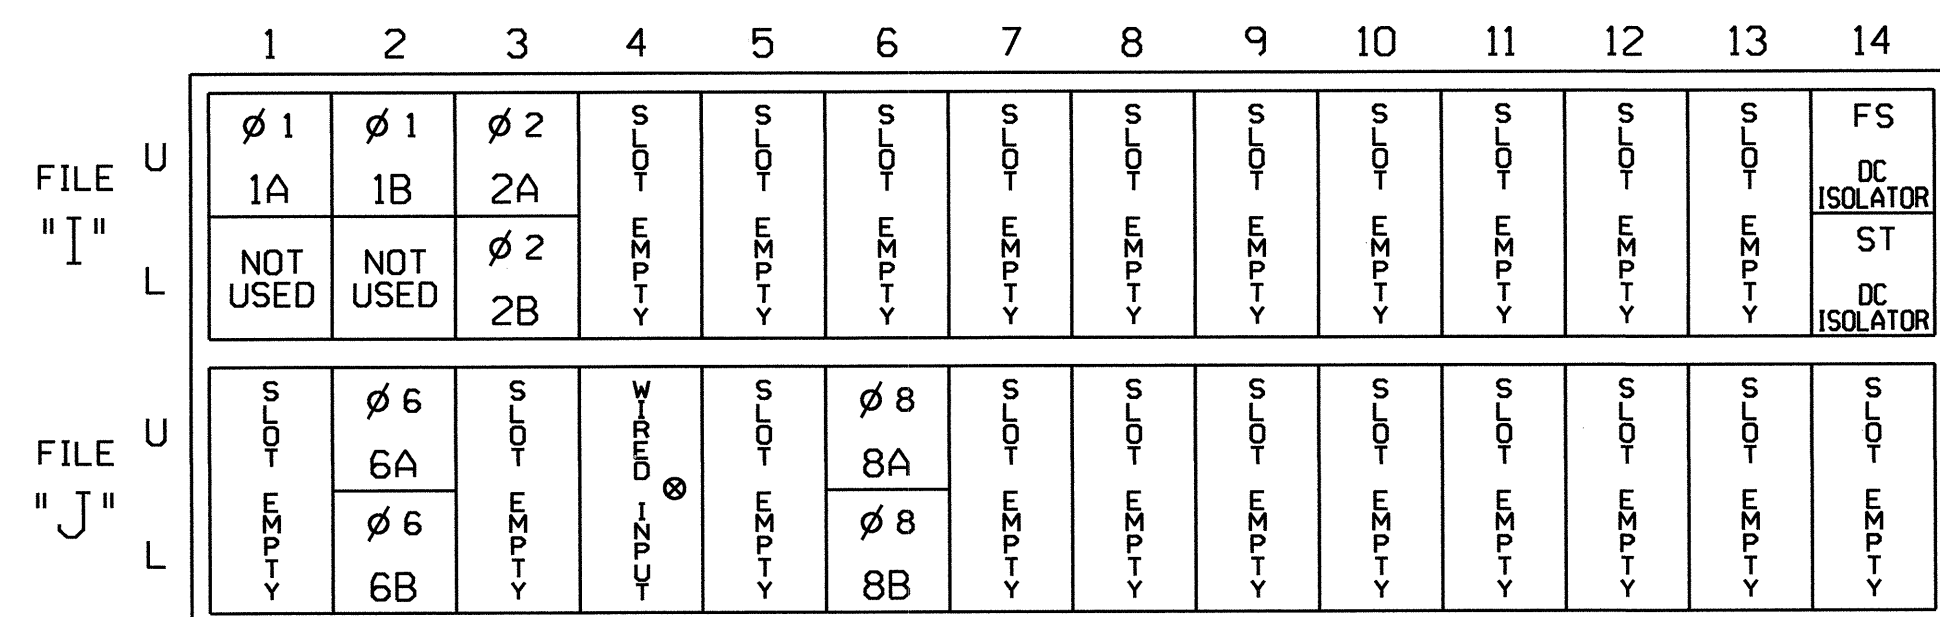 1 2 3 4 5 6 7 8 9 10 11 12 13 14
FILE "I"
U
L
Ø 1
1A
NOT USED
Ø 1
1B
NOT USED
Ø 2
2A
Ø 2
2B
SLOT EMPTY
SLOT EMPTY
SLOT EMPTY
SLOT EMPTY
SLOT EMPTY
SLOT EMPTY
SLOT EMPTY
SLOT EMPTY
SLOT EMPTY
SLOT EMPTY
FS
DC
ISOLATOR
ST
DC
ISOLATOR
FILE "J"
U
L
SLOT EMPTY
Ø 6
6A
Ø 6
6B
SLOT EMPTY
WIRED INPUT ⊗
SLOT EMPTY
Ø 8
8A
Ø 8
8B
SLOT EMPTY
SLOT EMPTY
SLOT EMPTY
SLOT EMPTY
SLOT EMPTY
SLOT EMPTY
SLOT EMPTY
SLOT EMPTY